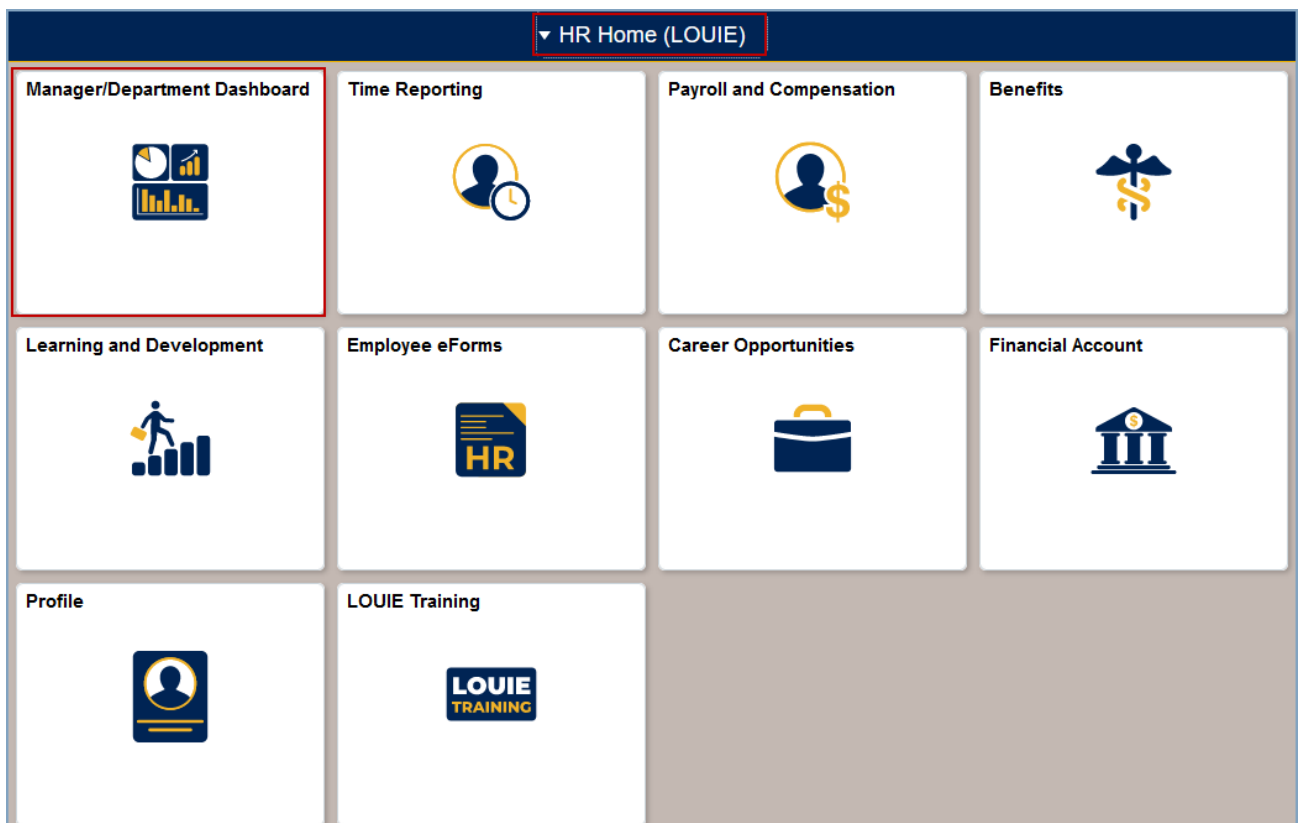 HR Home (LOUIE)
Manager/Department Dashboard
Time Reporting
Payroll and Compensation
Benefits
$
Learning and Development
Employee eForms
Career Opportunities
Financial Account
HR
$
Profile
LOUIE Training
LOUIE
TRAINING